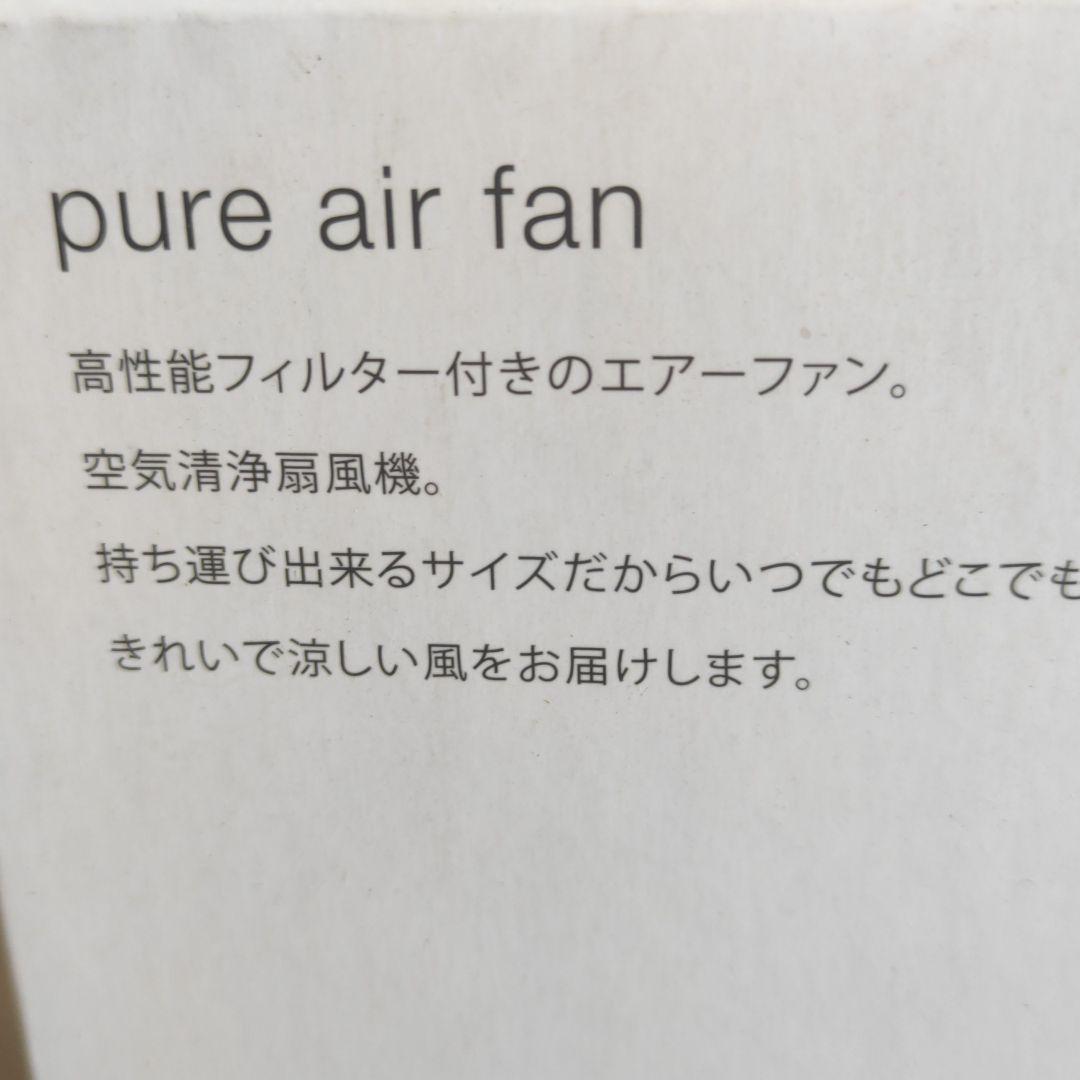 pure air fan
高性能フィルター付きのエアーファン。
空気清浄扇風機。
持ち運び出来るサイズだからいつでもどこでも
きれいで涼しい風をお届けします。